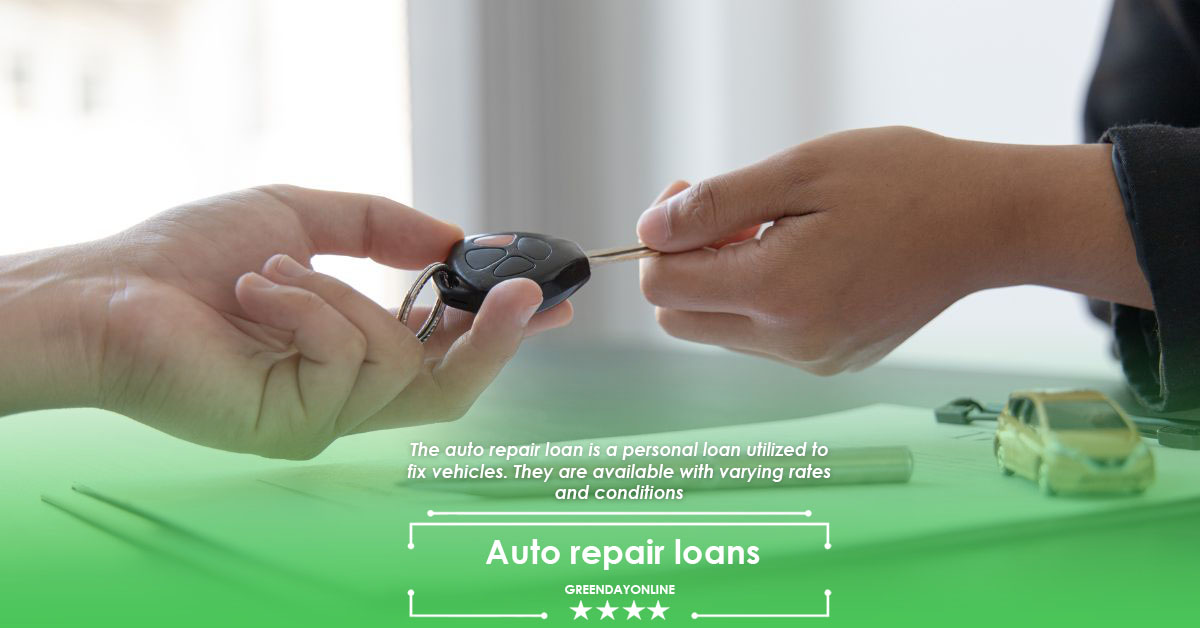 The auto repair loan is a personal loan utilized to
fix vehicles. They are available with varying rates
and conditions
Auto repair loans
GREENDAYONLINE